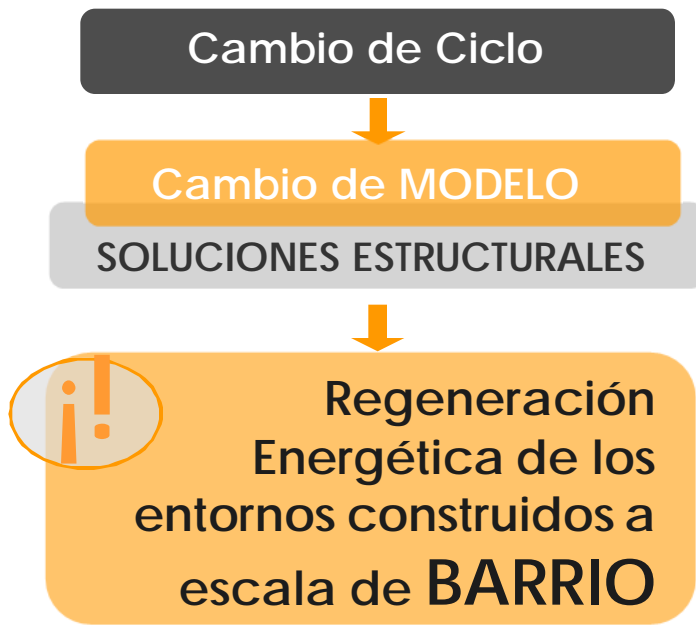 Cambio de Ciclo
Cambio de MODELO
SOLUCIONES ESTRUCTURALES
¡!
Regeneración
Energética de los
entornos construidos a
escala de BARRIO